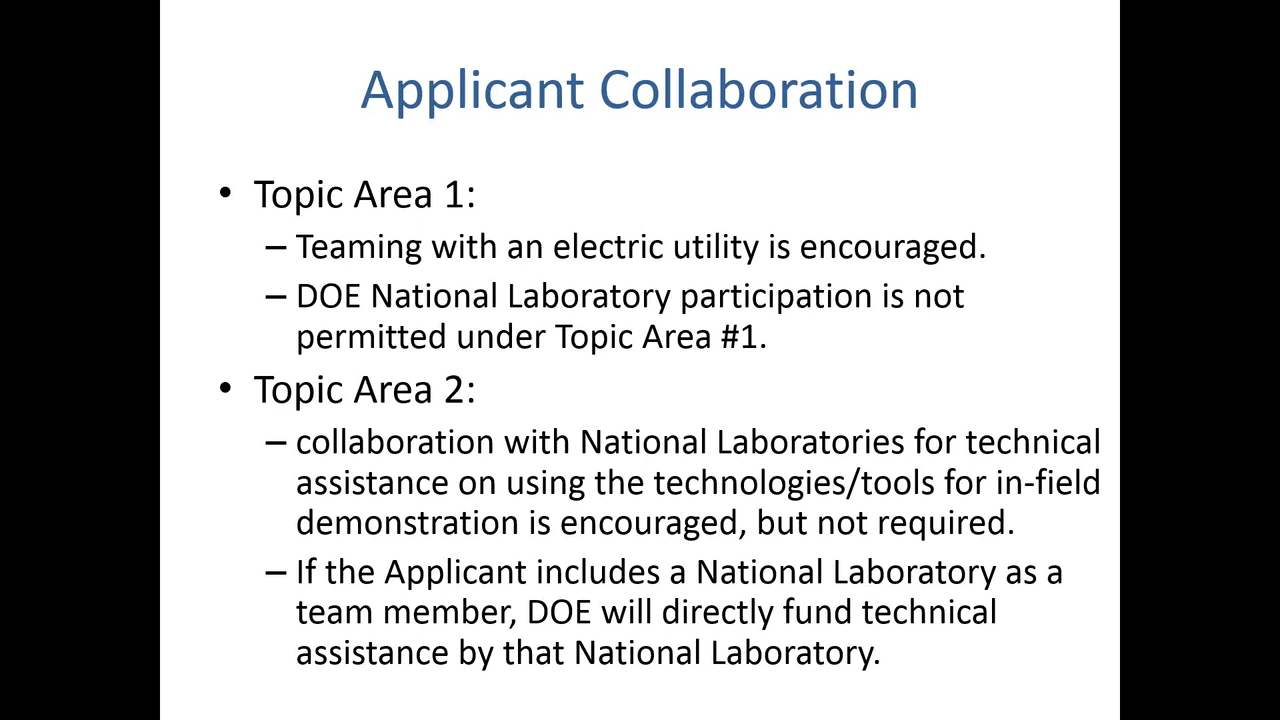 Applicant Collaboration
• Topic Area 1:
– Teaming with an electric utility is encouraged.
– DOE National Laboratory participation is not
permitted under Topic Area #1.
• Topic Area 2:
– collaboration with National Laboratories for technical
assistance on using the technologies/tools for in-field
demonstration is encouraged, but not required.
– If the Applicant includes a National Laboratory as a
team member, DOE will directly fund technical
assistance by that National Laboratory.